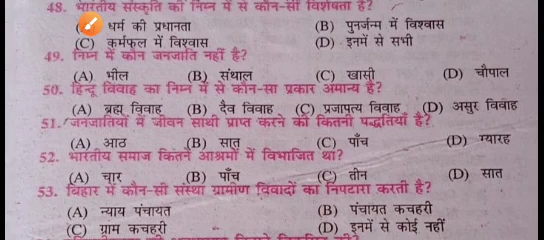 48. भारतीय संस्कृति की निम्न में से कौन-सी विशेषता है?
धर्म की प्रधानता (B) पुनर्जन्म में विश्वास
(C) कर्मफल में विश्वास (D) इनमें से सभी
49. निम्न में कौन जनजाति नहीं है?
(A) भील (B) संथाल (C) खासी (D) चौपाल
50. हिन्दू विवाह का निम्न में से कौन-सा प्रकार अमान्य है?
(A) ब्रह्म विवाह (B) दैव विवाह (C) प्रजापत्य विवाह (D) असुर विवाह
51. जनजातियों में जीवन साथी प्राप्त करने की कितनी पद्धतियाँ है?
(A) आठ (B) सात (C) पाँच (D) ग्यारह
52. भारतीय समाज कितने आश्रमों में विभाजित था?
(A) चार (B) पाँच (C) तीन (D) सात
53. बिहार में कौन-सी संस्था ग्रामीण विवादों का निपटारा करती है?
(A) न्याय पंचायत (B) पंचायत कचहरी
(C) ग्राम कचहरी (D) इनमें से कोई नहीं